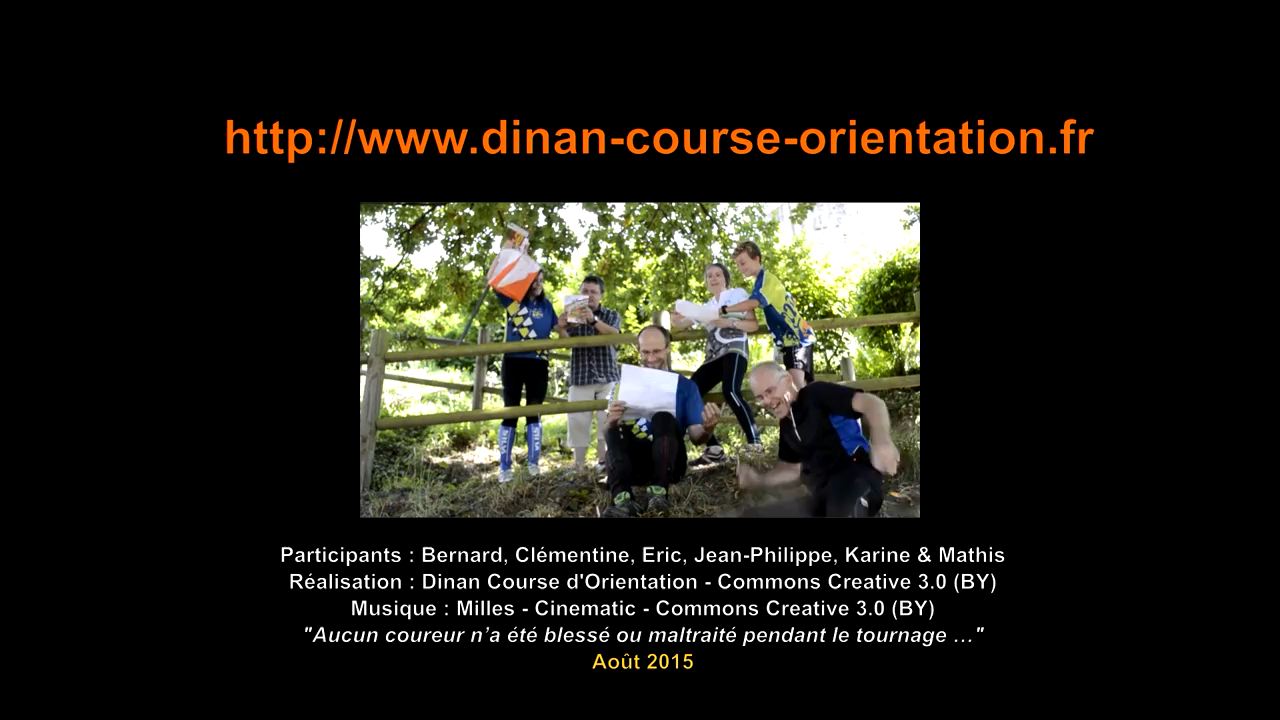 http://www.dinan-course-orientation.fr
SILVA
SILVA
Participants : Bernard, Clémentine, Eric, Jean-Philippe, Karine & Mathis
Réalisation : Dinan Course d'Orientation - Commons Creative 3.0 (BY)
Musique : Milles - Cinematic - Commons Creative 3.0 (BY)
"Aucun coureur n’a été blessé ou maltraité pendant le tournage ..."
Août 2015